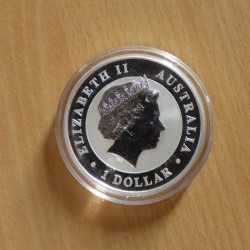 ELIZABETH II
AUSTRALIA
• 1 DOLLAR •